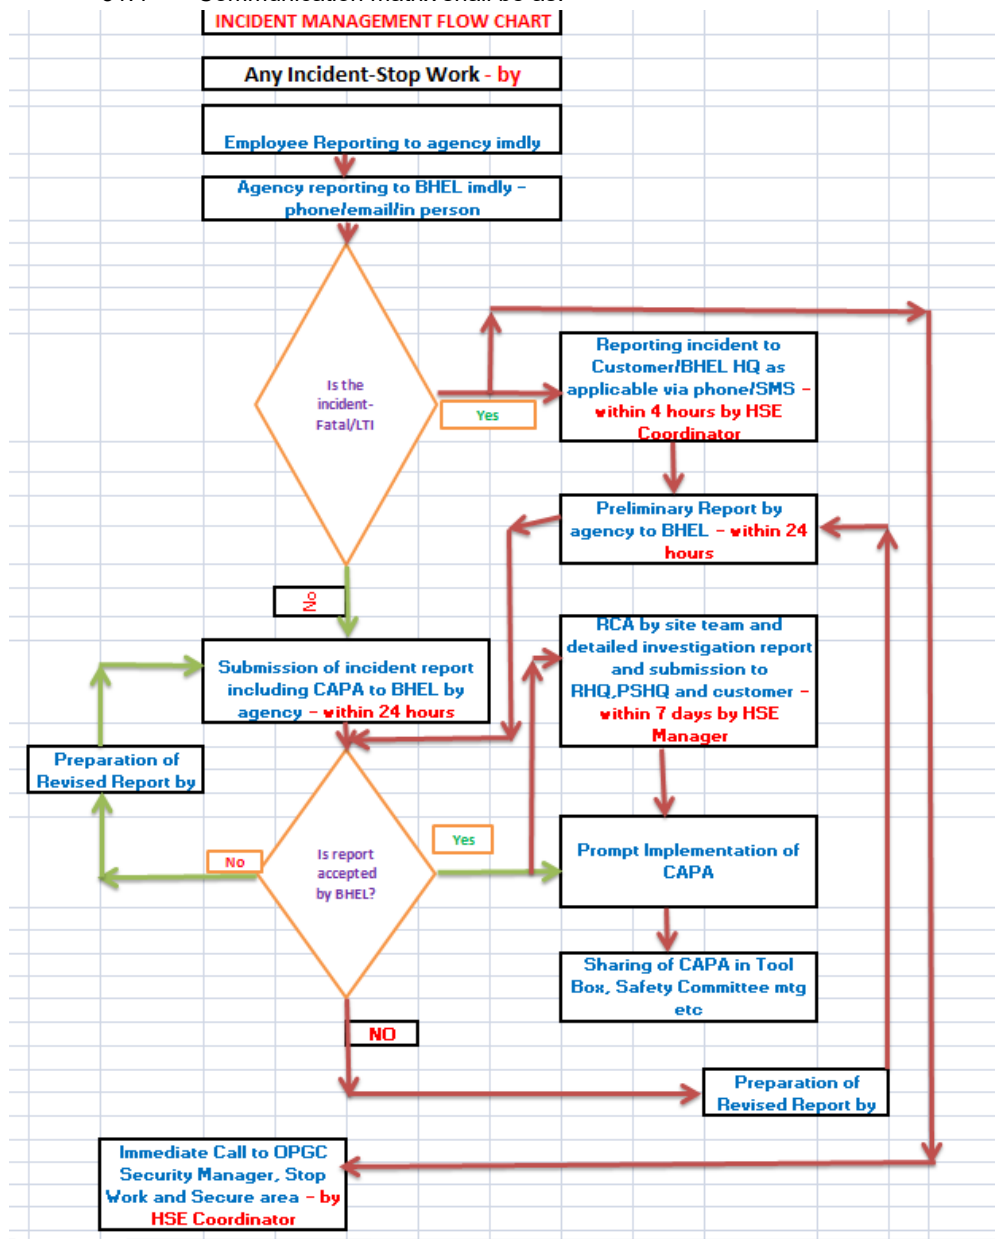 Communication matrix shall be as:
INCIDENT MANAGEMENT FLOW CHART
Any Incident-Stop Work - by
Employee Reporting to agency imdly
Agency reporting to BHEL imdly -
phone/email/in person
Is the
incident-
Fatal/LTI
Yes
Reporting incident to
Customer/BHEL HQ as
applicable via phone/SMS -
within 4 hours by HSE
Coordinator
Preliminary Report by
agency to BHEL - within 24
hours
No
Submission of incident report
including CAPA to BHEL by
agency - within 24 hours
RCA by site team and
detailed investigation report
and submission to
RHQ,PSHQ and customer -
within 7 days by HSE
Manager
Preparation of
Revised Report by
No
Is report
accepted
by BHEL?
Yes
Prompt Implementation of
CAPA
Sharing of CAPA in Tool
Box, Safety Committee mtg
etc
NO
Preparation of
Revised Report by
Immediate Call to OPGC
Security Manager, Stop
Work and Secure area - by
HSE Coordinator